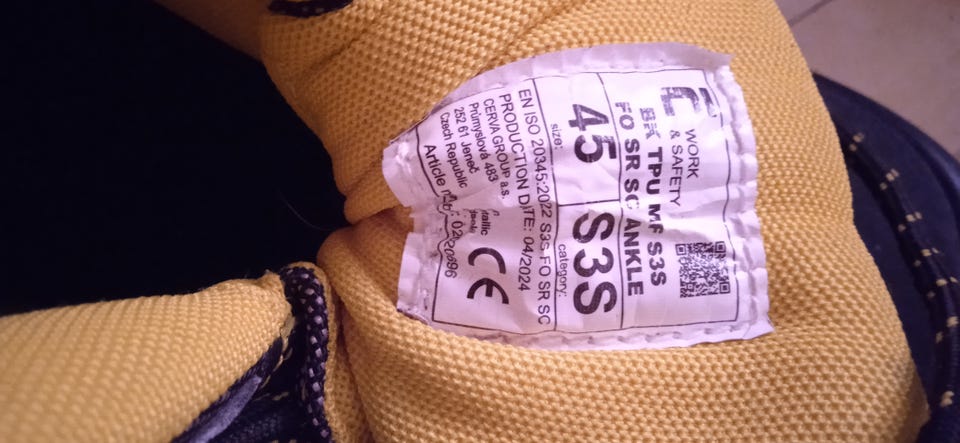 WORK
& SAFETY
BK TPU MF S3S
FO SR SC ANKLE
size:
45
category:
S3S
EN ISO 20345:2022 S3S FO SR SC
PRODUCTION DATE: 04/2024
CERVA GROUP a.s.
Průmyslová 483
252 61 Jeneč
Czech Republic
CE
Article